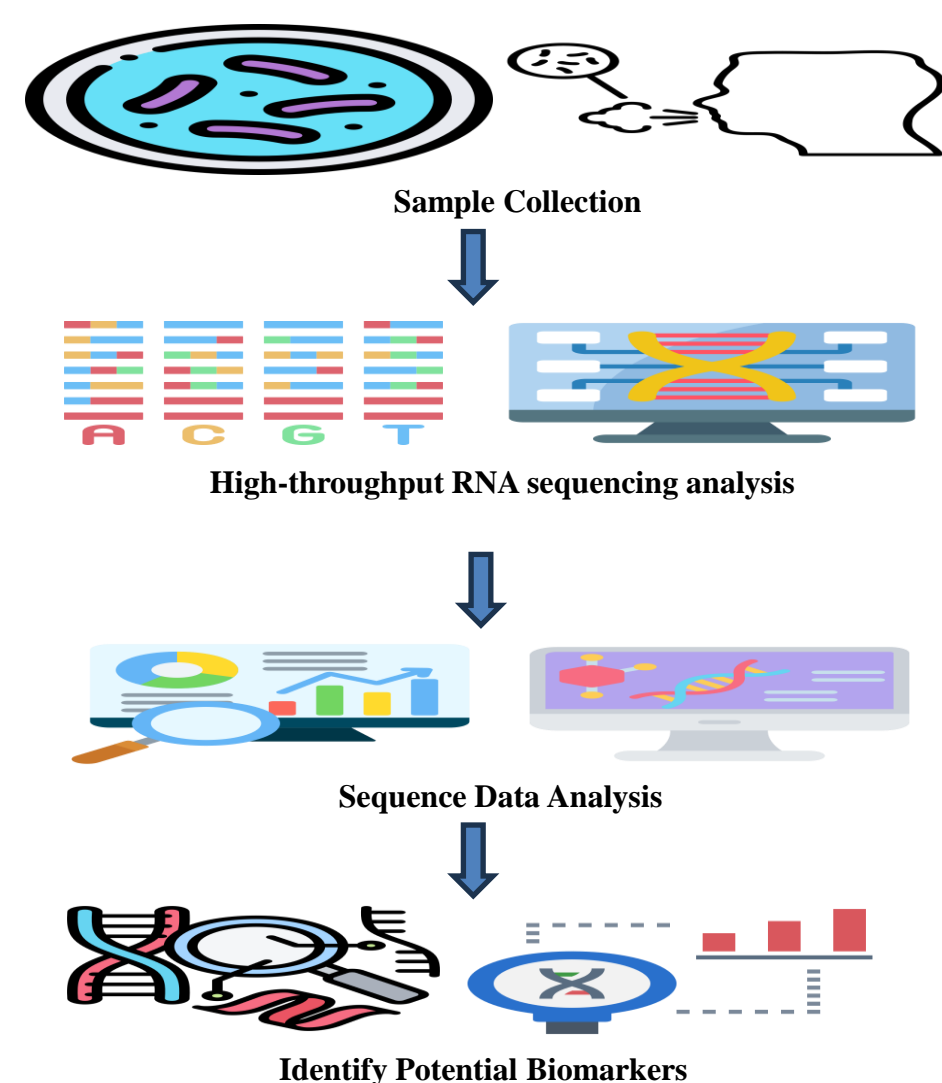 Sample Collection
A C G T
High-throughput RNA sequencing analysis
Sequence Data Analysis
Identify Potential Biomarkers